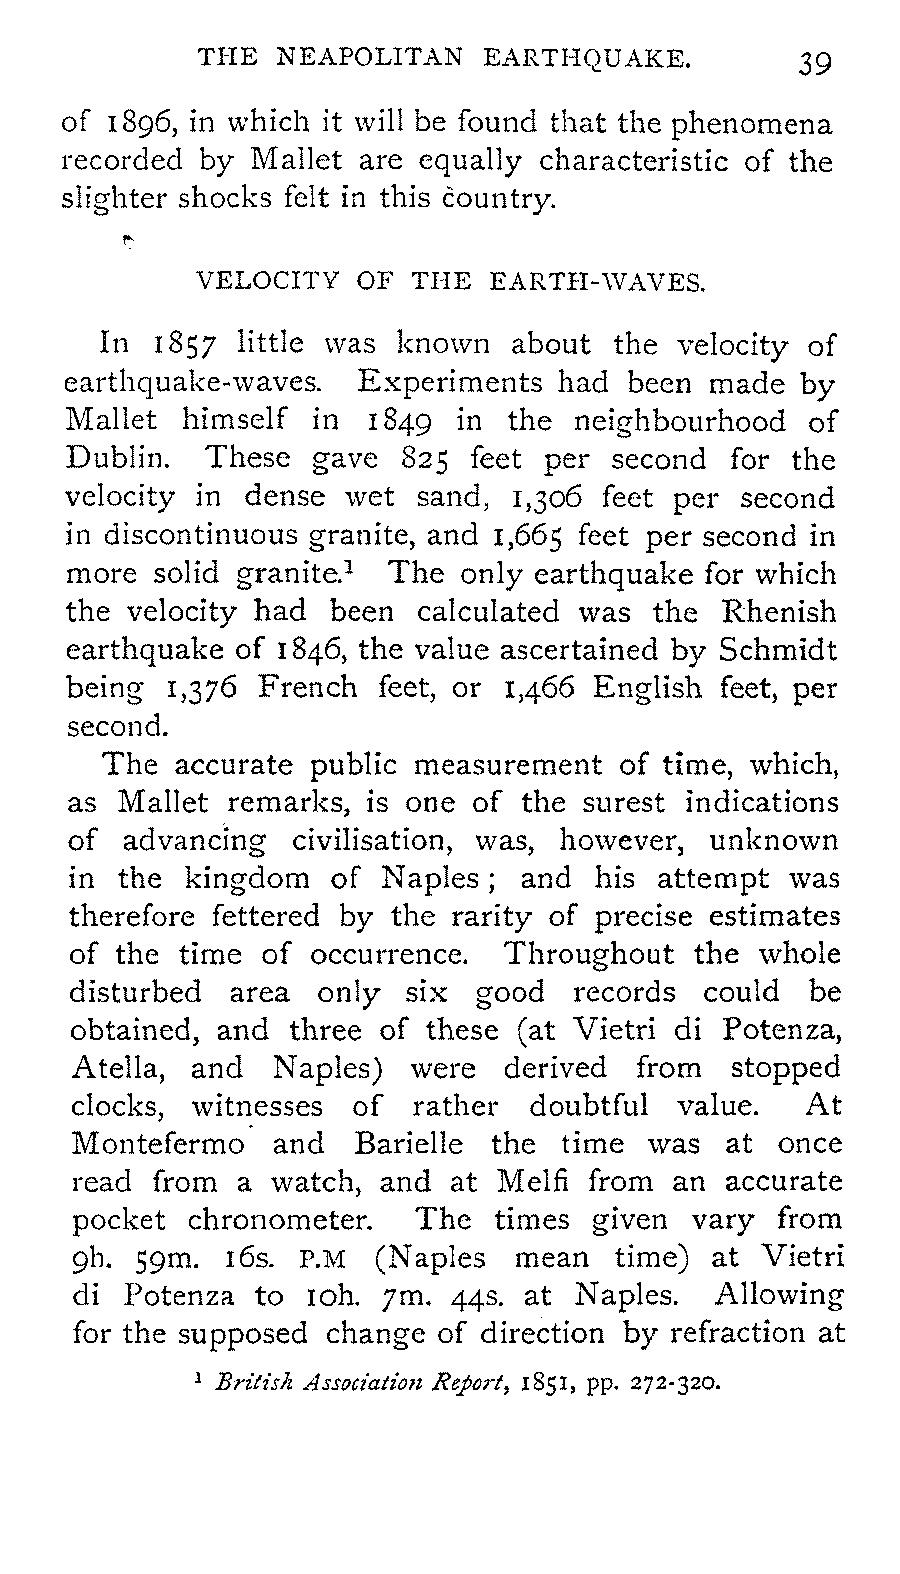 THE NEAPOLITAN EARTHQUAKE. 39
of 1896, in which it will be found that the phenomena
recorded by Mallet are equally characteristic of the
slighter shocks felt in this country.
VELOCITY OF THE EARTH-WAVES.
In 1857 little was known about the velocity of
earthquake-waves. Experiments had been made by
Mallet himself in 1849 in the neighbourhood of
Dublin. These gave 825 feet per second for the
velocity in dense wet sand, 1,306 feet per second
in discontinuous granite, and 1,665 feet per second in
more solid granite.¹ The only earthquake for which
the velocity had been calculated was the Rhenish
earthquake of 1846, the value ascertained by Schmidt
being 1,376 French feet, or 1,466 English feet, per
second.
The accurate public measurement of time, which,
as Mallet remarks, is one of the surest indications
of advancing civilisation, was, however, unknown
in the kingdom of Naples; and his attempt was
therefore fettered by the rarity of precise estimates
of the time of occurrence. Throughout the whole
disturbed area only six good records could be
obtained, and three of these (at Vietri di Potenza,
Atella, and Naples) were derived from stopped
clocks, witnesses of rather doubtful value. At
Montefermo and Barielle the time was at once
read from a watch, and at Melfi from an accurate
pocket chronometer. The times given vary from
9h. 59m. 16s. P.M (Naples mean time) at Vietri
di Potenza to 10h. 7m. 44s. at Naples. Allowing
for the supposed change of direction by refraction at
¹ British Association Report, 1851, pp. 272-320.